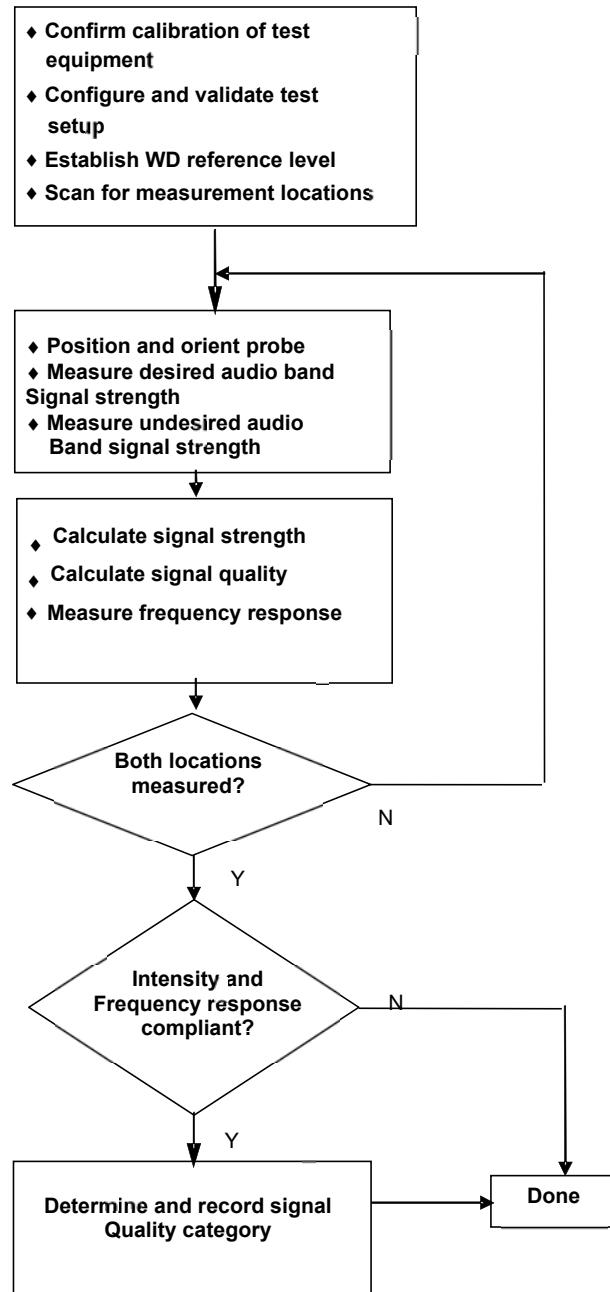 ♦ Confirm calibration of test
equipment
♦ Configure and validate test
setup
♦ Establish WD reference level
♦ Scan for measurement locations
♦ Position and orient probe
♦ Measure desired audio band
Signal strength
♦ Measure undesired audio
Band signal strength
♦ Calculate signal strength
♦ Calculate signal quality
♦ Measure frequency response
Both locations
measured?
N
Y
Intensity and
Frequency response
compliant?
N
Y
Determine and record signal
Quality category
Done